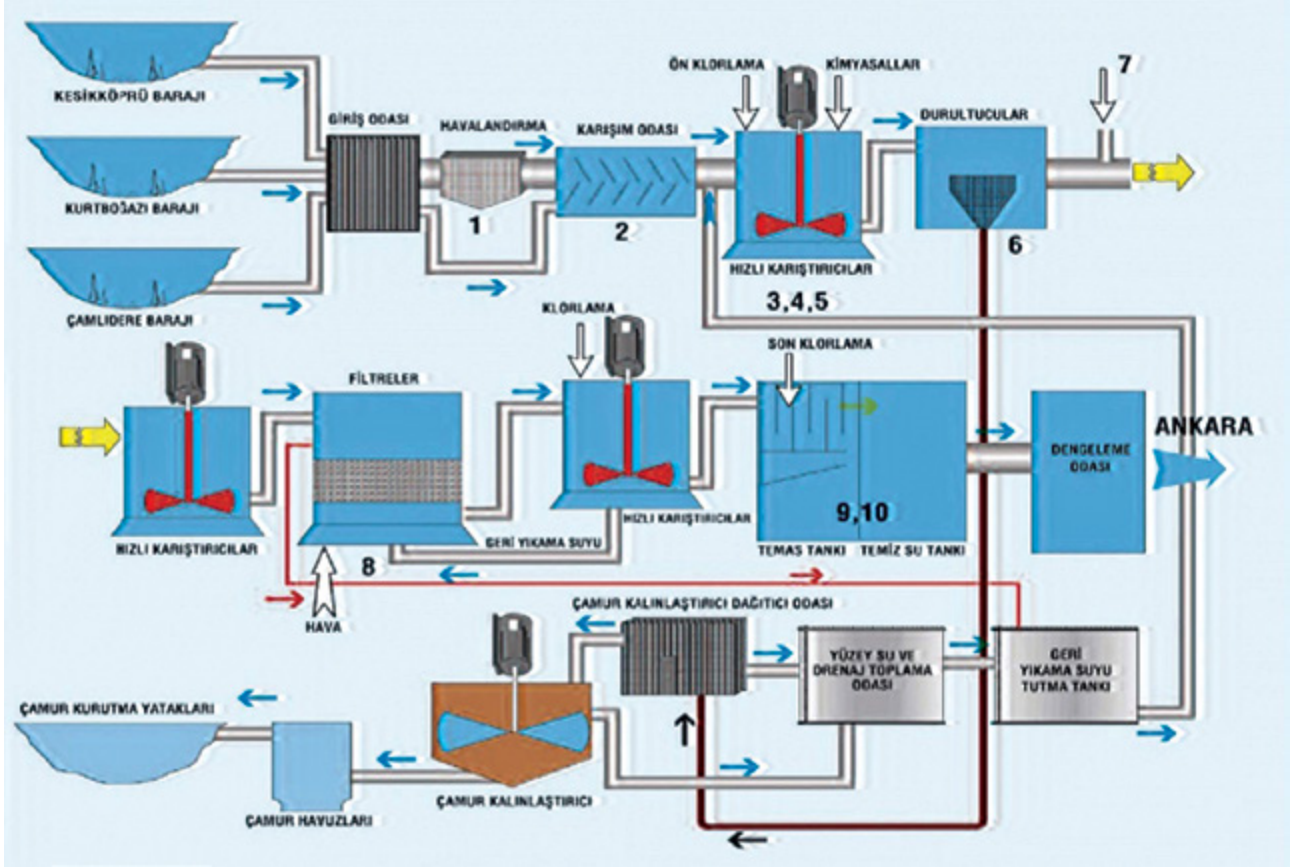 KESİKKÖPRÜ BARAJI
KURTBOĞAZI BARAJI
ÇAMLIDERE BARAJI
GİRİŞ ODASI
HAVALANDIRMA
1
KARIŞIM ODASI
2
ÖN KLORLAMA
KİMYASALLAR
HIZLI KARIŞTIRICILAR
3,4,5
DURULTUCULAR
6
7
HIZLI KARIŞTIRICILAR
FİLTRELER
8
HAVA
GERİ YIKAMA SUYU
KLORLAMA
HIZLI KARIŞTIRICILAR
SON KLORLAMA
9,10
TEMAS TANKI
TEMİZ SU TANKI
DENGELEME
ODASI
ANKARA
ÇAMUR KALINLAŞTIRICI DAĞITICI ODASI
YÜZEY SU VE
DRENAJ TOPLAMA
ODASI
GERİ
YIKAMA SUYU
TUTMA TANKI
ÇAMUR KURUTMA YATAKLARI
ÇAMUR HAVUZLARI
ÇAMUR KALINLAŞTIRICI